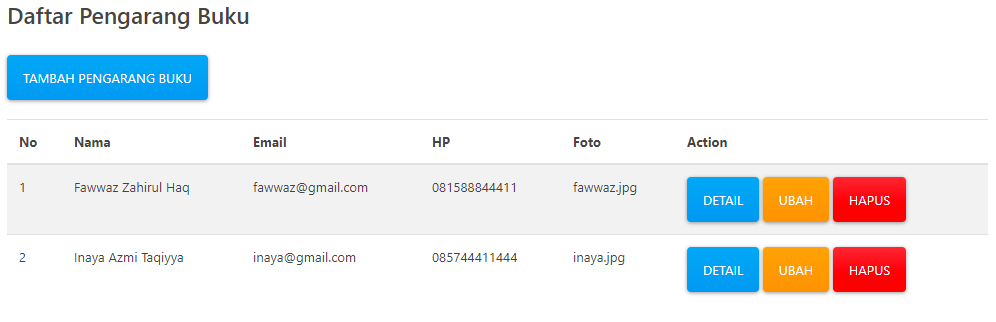 Daftar Pengarang Buku
TAMBAH PENGARANG BUKU
No Nama Email HP Foto Action
1 Fawwaz Zahirul Haq fawwaz@gmail.com 081588844411 fawwaz.jpg DETAIL UBAH HAPUS
2 Inaya Azmi Taqiyya inaya@gmail.com 085744411444 inaya.jpg DETAIL UBAH HAPUS